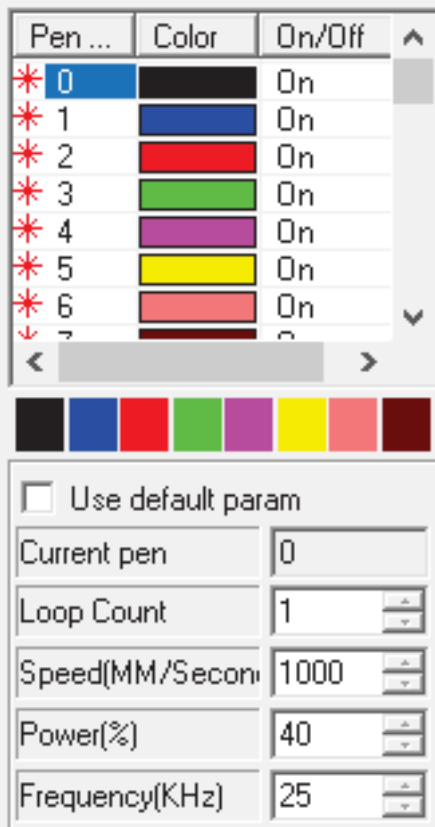 Pen ... Color On/Off
0 On
1 On
2 On
3 On
4 On
5 On
6 On
Use default param
Current pen 0
Loop Count 1
Speed(MM/Secon 1000
Power(%) 40
Frequency(KHz) 25